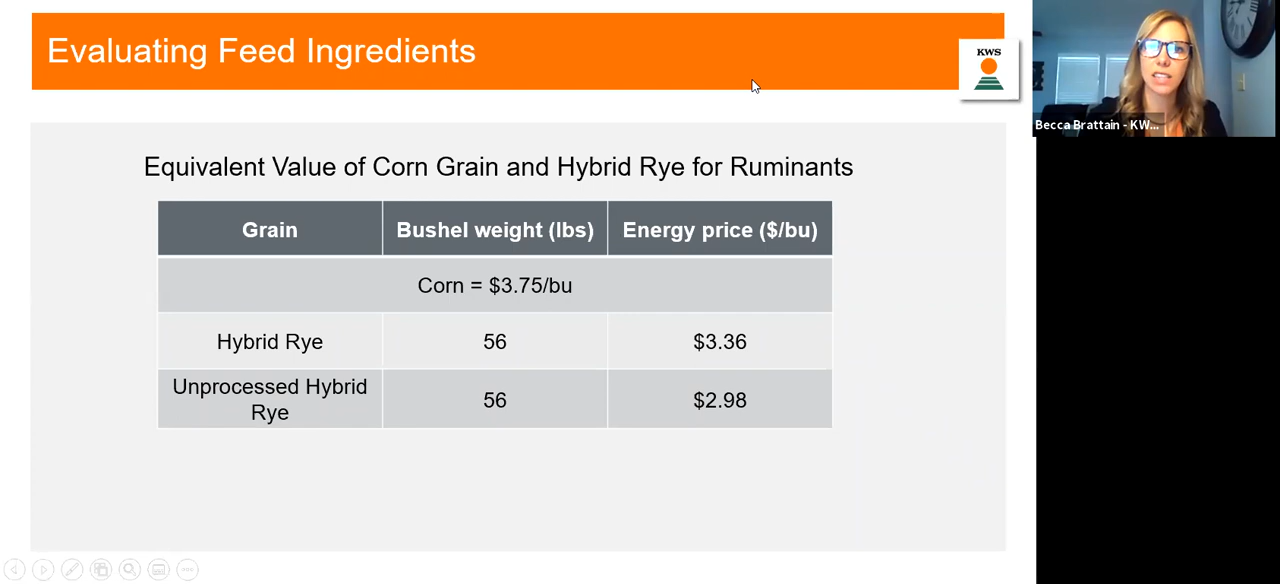 Evaluating Feed Ingredients
KWS
Becca Brattain - KW...
Equivalent Value of Corn Grain and Hybrid Rye for Ruminants
Grain Bushel weight (lbs) Energy price ($/bu)
Corn = $3.75/bu
Hybrid Rye 56 $3.36
Unprocessed Hybrid
Rye 56 $2.98